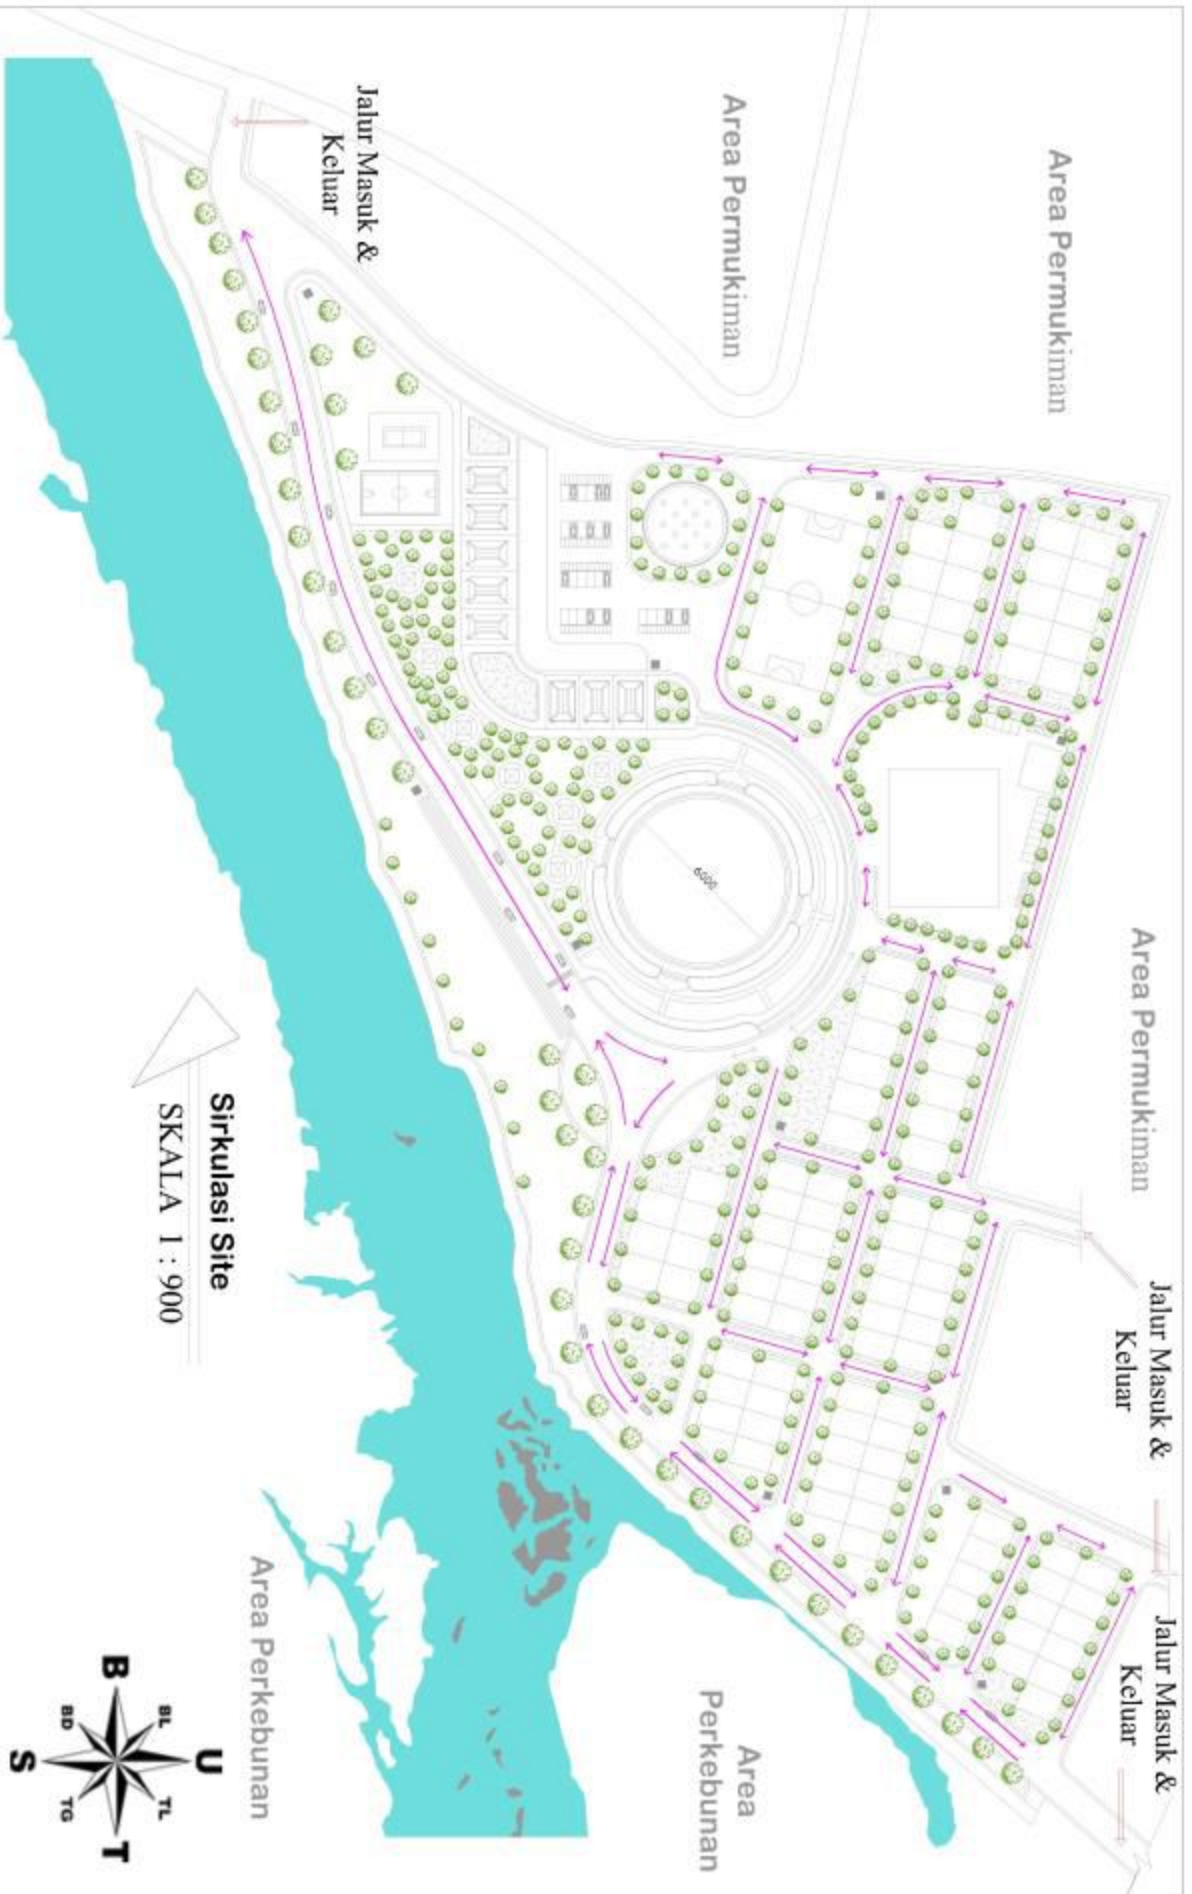 Area Permukiman
Area Permukiman
Jalur Masuk &
Keluar
Area Permukiman
Jalur Masuk &
Keluar
Jalur Masuk &
Keluar
6000
Sirkulasi Site
SKALA 1 : 900
Area Perkebunan
Area
Perkebunan
U
TL
T
TG
S
BD
B
BL